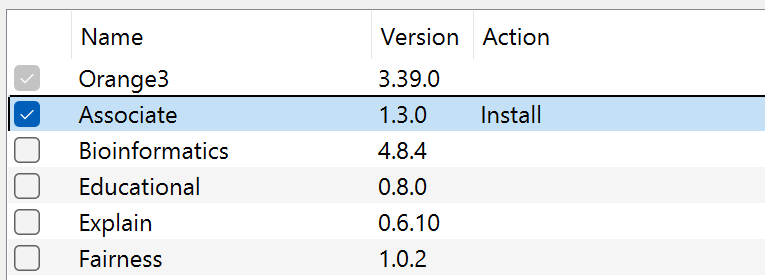 Name Version Action
Orange3 3.39.0
Associate 1.3.0 Install
Bioinformatics 4.8.4
Educational 0.8.0
Explain 0.6.10
Fairness 1.0.2